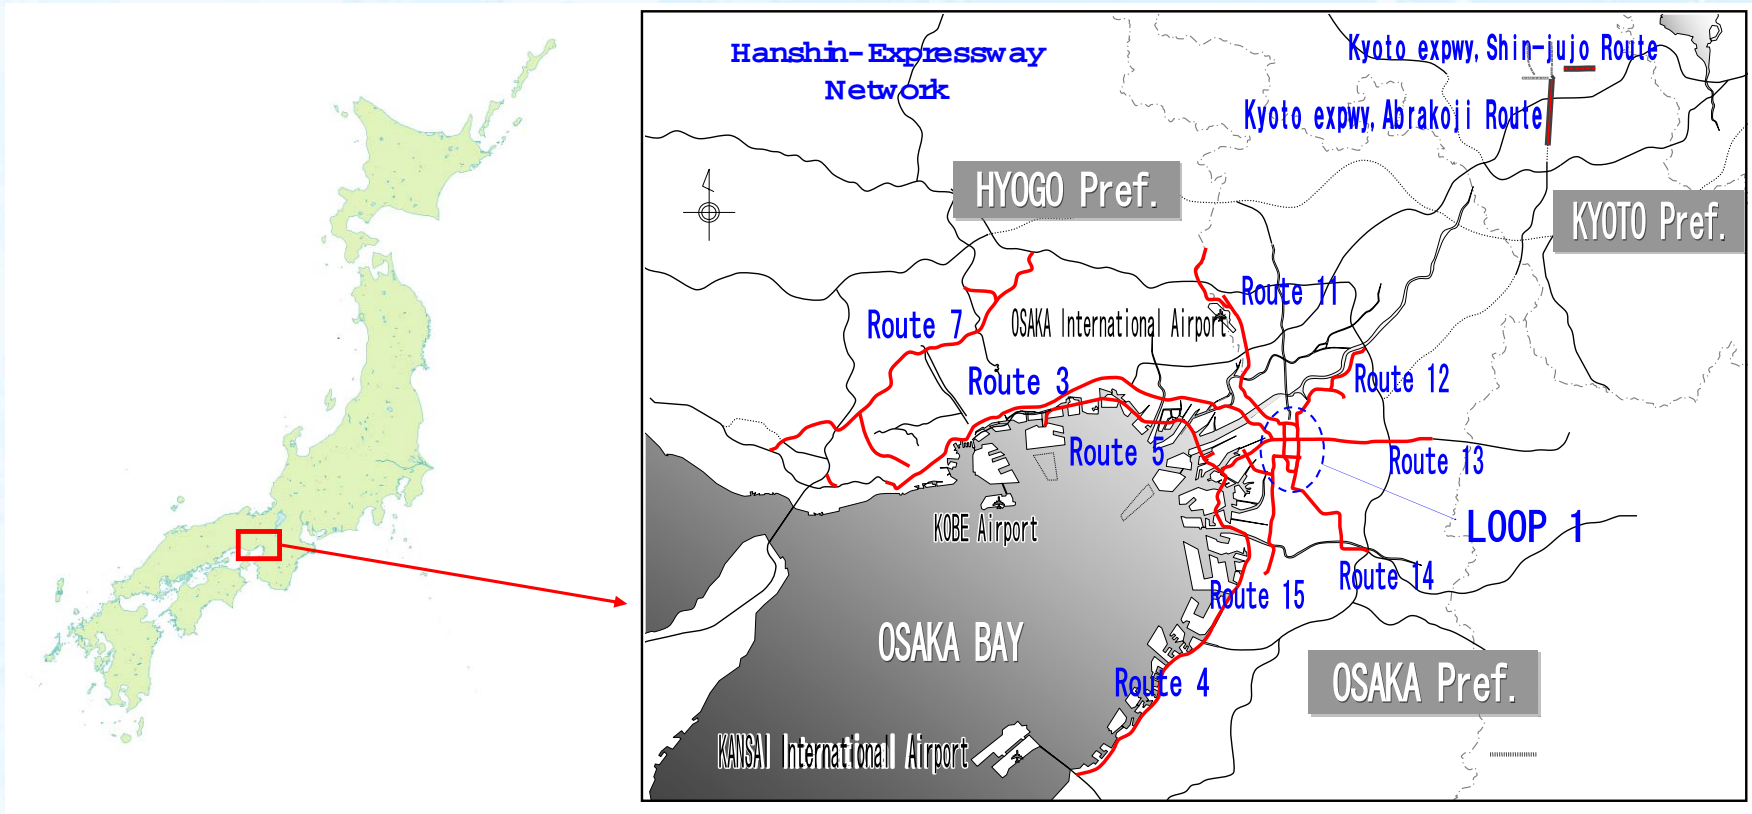 Hanshin-Expressway
Network
Kyoto expwy,Shin-jujo Route
Kyoto expwy,Abrakoji Route
HYOGO Pref.
KYOTO Pref.
Route 11
Route 7
OSAKA International Airport
Route 3
Route 12
Route 5
Route 13
KOBE Airport
LOOP 1
Route 14
Route 15
OSAKA BAY
Route 4
OSAKA Pref.
KANSAI International Airport